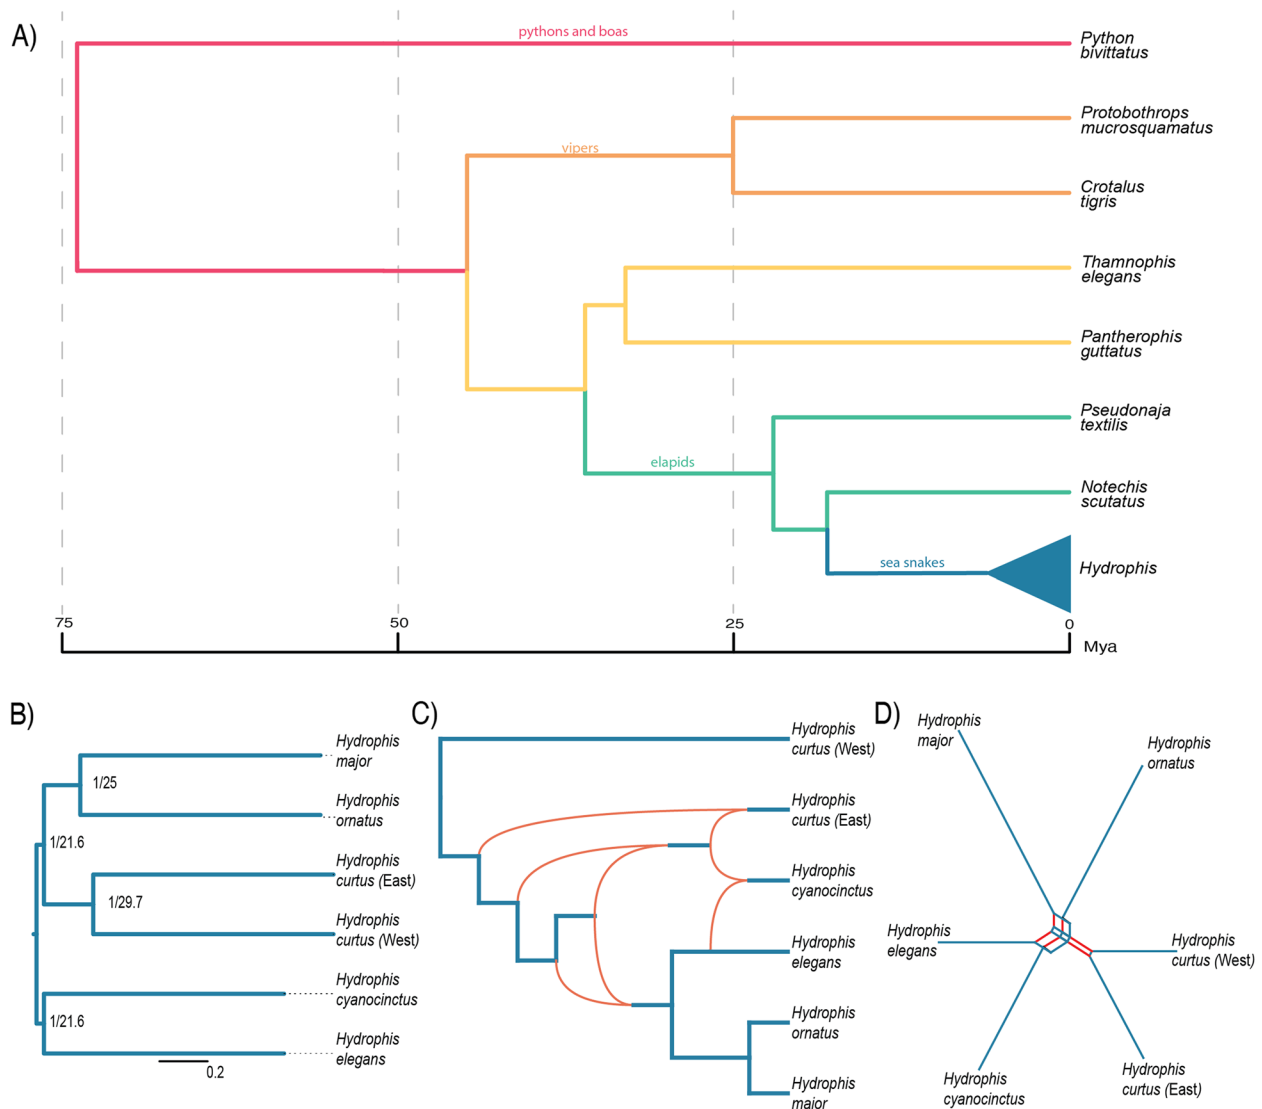 A)
pythons and boas
Python
bivittatus
Protobothrops
mucrosquamatus
vipers
Crotalus
tigris
Thamnophis
elegans
Pantherophis
guttatus
Pseudonaja
textilis
elapids
Notechis
scutatus
sea snakes
Hydrophis
75
50
25
0
Mya
B)
Hydrophis
major
1/25
Hydrophis
ornatus
1/21.6
Hydrophis
curtus (East)
1/29.7
Hydrophis
curtus (West)
Hydrophis
cyanocinctus
1/21.6
Hydrophis
elegans
0.2
C)
Hydrophis
curtus (West)
Hydrophis
curtus (East)
Hydrophis
cyanocinctus
Hydrophis
elegans
Hydrophis
ornatus
Hydrophis
major
D)
Hydrophis
major
Hydrophis
ornatus
Hydrophis
elegans
Hydrophis
curtus (West)
Hydrophis
cyanocinctus
Hydrophis
curtus (East)